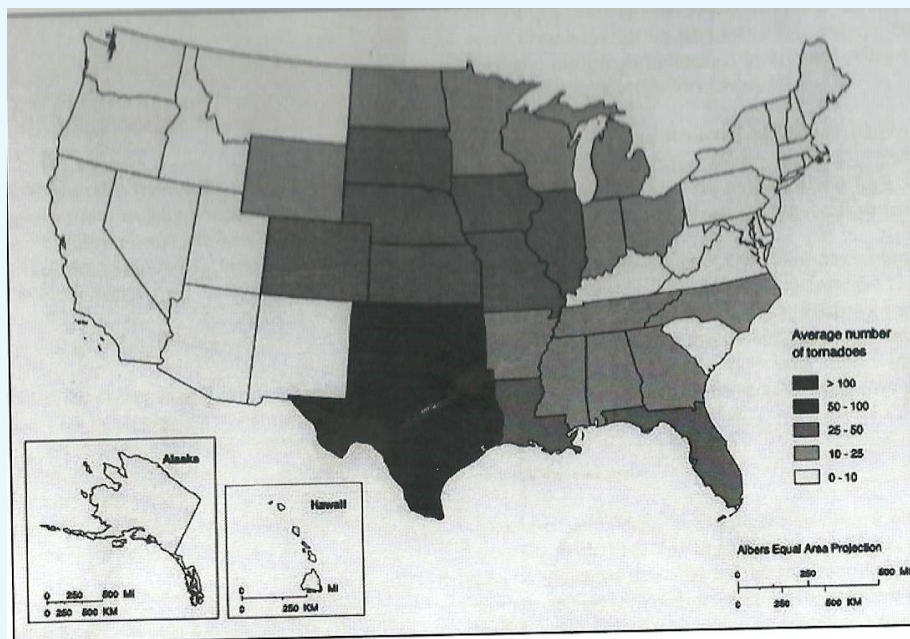 Average number
of tornadoes
> 100
50 - 100
25 - 50
10 - 25
0 - 10
Alaska
0 250 500 MI
0 250 500 KM
Hawaii
MI
0 250 KM
Albers Equal Area Projection
0 250 500 MI
0 250 500 KM